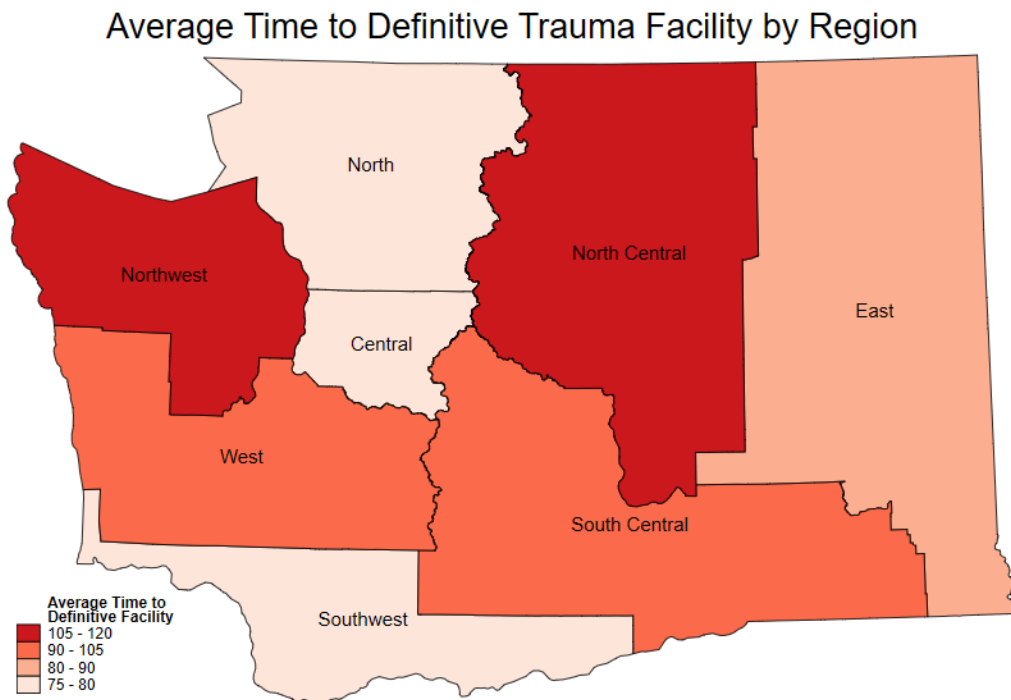 Average Time to Definitive Trauma Facility by Region
North
North Central
Northwest
East
Central
West
South Central
Southwest
Average Time to
Definitive Facility
105 - 120
90 - 105
80 - 90
75 - 80